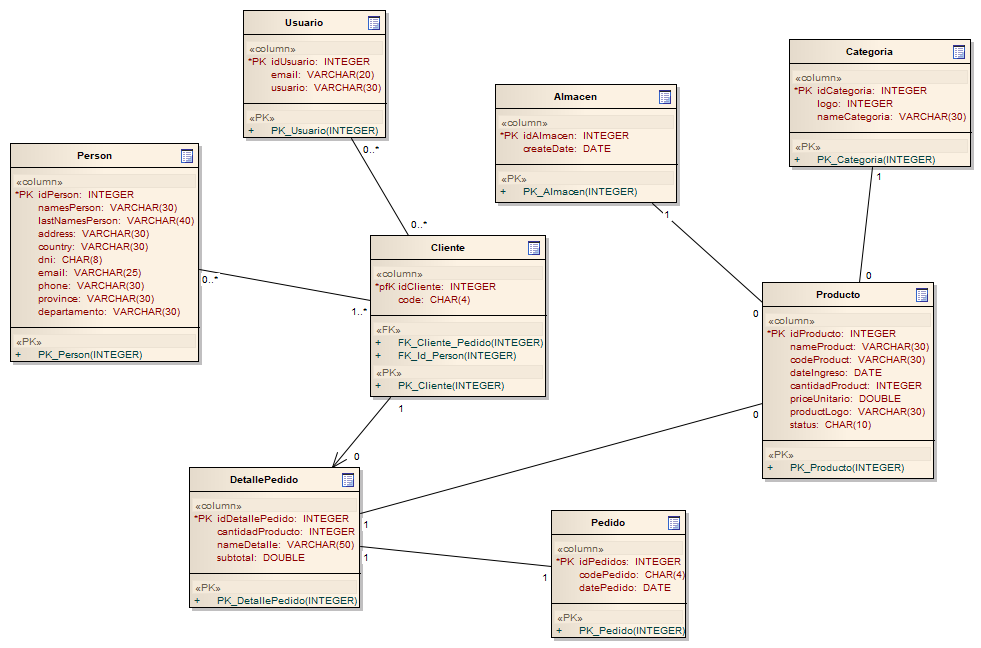 Usuario
«column»
*PK idUsuario: INTEGER
email: VARCHAR(20)
usuario: VARCHAR(30)
«PK»
+ PK_Usuario(INTEGER)
0..*
0..*
Categoria
«column»
*PK idCategoria: INTEGER
logo: INTEGER
nameCategoria: VARCHAR(30)
«PK»
+ PK_Categoria(INTEGER)
1
0
Almacen
«column»
*PK idAlmacen: INTEGER
createDate: DATE
«PK»
+ PK_Almacen(INTEGER)
1
0
Person
«column»
*PK idPerson: INTEGER
namesPerson: VARCHAR(30)
lastNamesPerson: VARCHAR(40)
address: VARCHAR(30)
country: VARCHAR(30)
dni: CHAR(8)
email: VARCHAR(25)
phone: VARCHAR(30)
province: VARCHAR(30)
departamento: VARCHAR(30)
«PK»
+ PK_Person(INTEGER)
0..*
1..*
Cliente
«column»
*pfK idCliente: INTEGER
code: CHAR(4)
«FK»
+ FK_Cliente_Pedido(INTEGER)
+ FK_Id_Person(INTEGER)
«PK»
+ PK_Cliente(INTEGER)
1
0
Producto
«column»
*PK idProducto: INTEGER
nameProduct: VARCHAR(30)
codeProduct: VARCHAR(30)
dateIngreso: DATE
cantidadProduct: INTEGER
priceUnitario: DOUBLE
productLogo: VARCHAR(30)
status: CHAR(10)
«PK»
+ PK_Producto(INTEGER)
0
1
DetallePedido
«column»
*PK idDetallePedido: INTEGER
cantidadProducto: INTEGER
nameDetalle: VARCHAR(50)
subtotal: DOUBLE
«PK»
+ PK_DetallePedido(INTEGER)
1
1
Pedido
«column»
*PK idPedidos: INTEGER
codePedido: CHAR(4)
datePedido: DATE
«PK»
+ PK_Pedido(INTEGER)